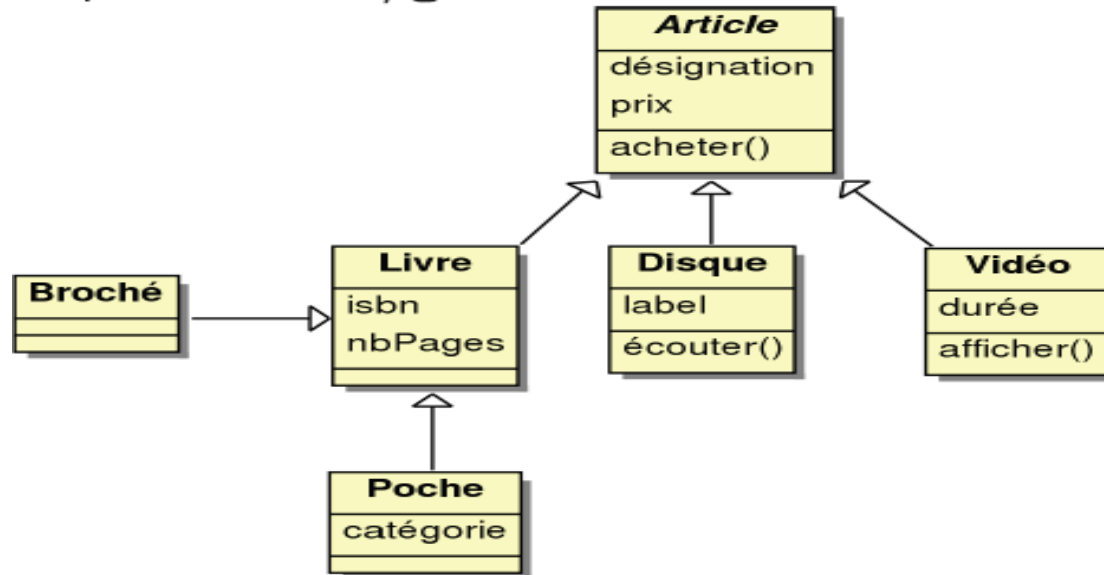 Article
désignation
prix
acheter()
Broché
Livre
isbn
nbPages
Disque
label
écouter()
Vidéo
durée
afficher()
Poche
catégorie